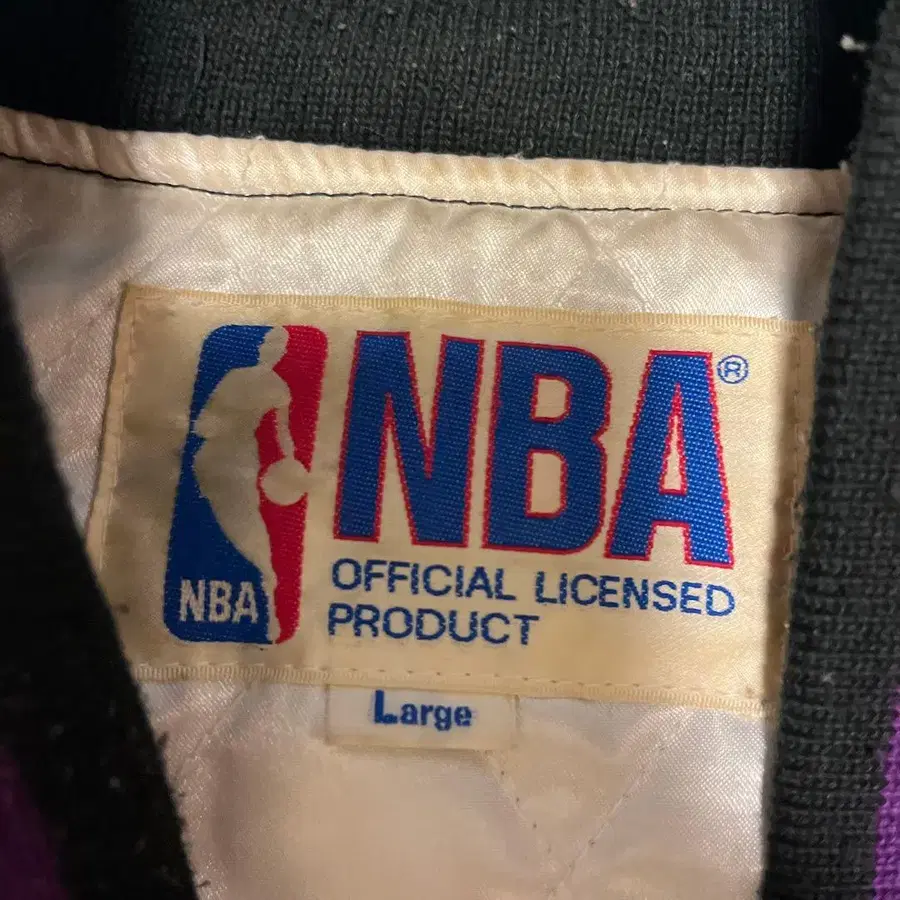 NBA
NBA®
OFFICIAL LICENSED
PRODUCT
Large